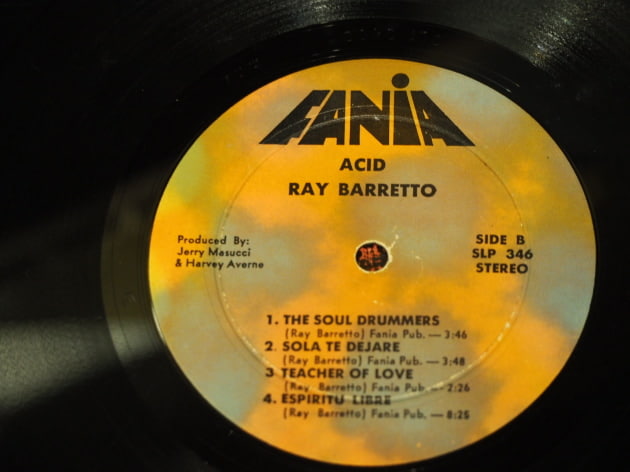 FANIA
ACID
RAY BARRETTO
Produced By:
Jerry Masucci
& Harvey Averne
SIDE B
SLP 346
STEREO
1. THE SOUL DRUMMERS
(Ray Barretto) Fania Pub. — 3:46
2. SOLA TE DEJARE
(Ray Barretto) Fania Pub. — 3:48
3 TEACHER OF LOVE
(Ray Barretto) Fania Pub — 2:26
4. ESPIRITU LIBRE
(Ray Barretto) Fania Pub. — 8:25